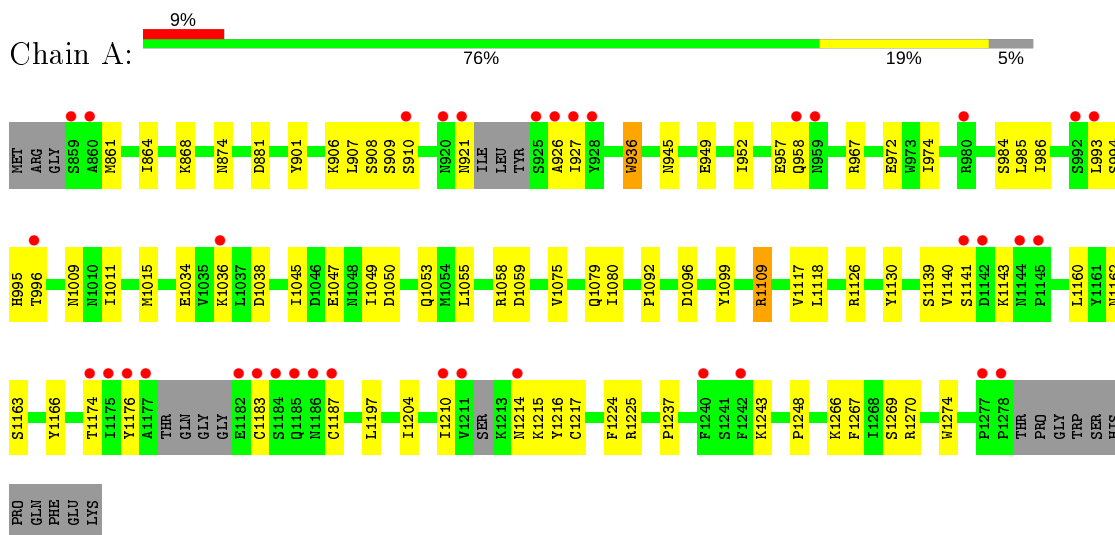 9%
Chain A:
76% 19% 5%
MET ARG GLY S859 A860 M861 I864 K868 N874 D881 Y901 K906 L907 S908 S909 S910 N920 N921 ILE LEU TYR S925 A926 I927 Y928 W936 N945 E949 I952 E957 Q958 N959 R967 E972 W973 I974 R980 S984 L985 I986 S992 L993 S994
H995 T996 N1009 N1010 I1011 M1015 E1034 V1035 K1036 L1037 D1038 I1045 D1046 E1047 N1048 I1049 D1050 Q1053 M1054 L1055 R1058 D1059 V1075 Q1079 I1080 P1092 D1096 Y1099 R1109 V1117 L1118 R1126 Y1130 S1139 V1140 S1141 D1142 K1143 N1144 P1145 L1160 Y1161 N1162
S1163 Y1166 T1174 I1175 Y1176 A1177 THR GLN GLY GLY E1182 C1183 S1184 Q1185 N1186 C1187 L1197 I1204 I1210 V1211 SER K1213 N1214 K1215 Y1216 C1217 F1224 R1225 P1237 F1240 S1241 F1242 K1243 P1248 K1266 F1267 I1268 S1269 R1270 W1274 P1277 P1278 THR PRO GLY TRP SER HIS
PRO GLN PHE GLU LYS